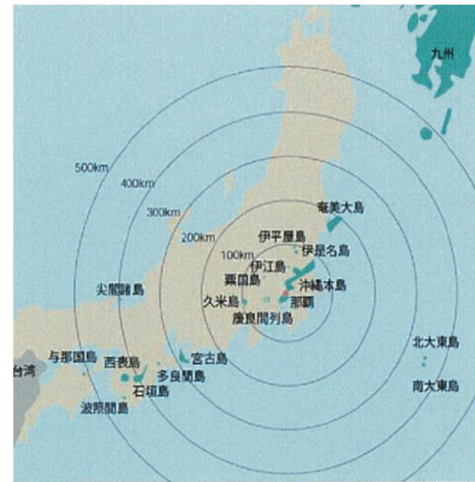 九州
500km
400km
300km
奄美大島
200km
伊平屋島
伊是名島
100km
伊江島
粟国島
尖閣諸島
沖縄本島
久米島
那覇
慶良間列島
北大東島
与那国島
西表島
宮古島
台湾
多良間島
石垣島
南大東島
波照間島